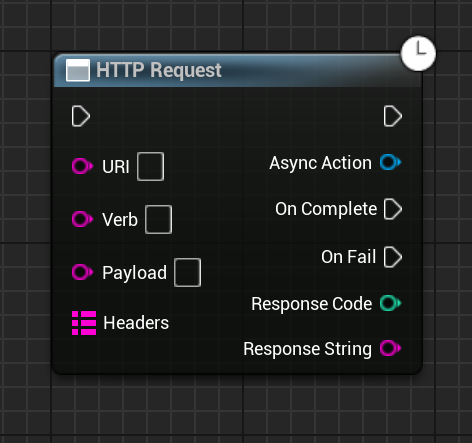 HTTP Request
URI
Async Action
Verb
On Complete
Payload
On Fail
Headers
Response Code
Response String